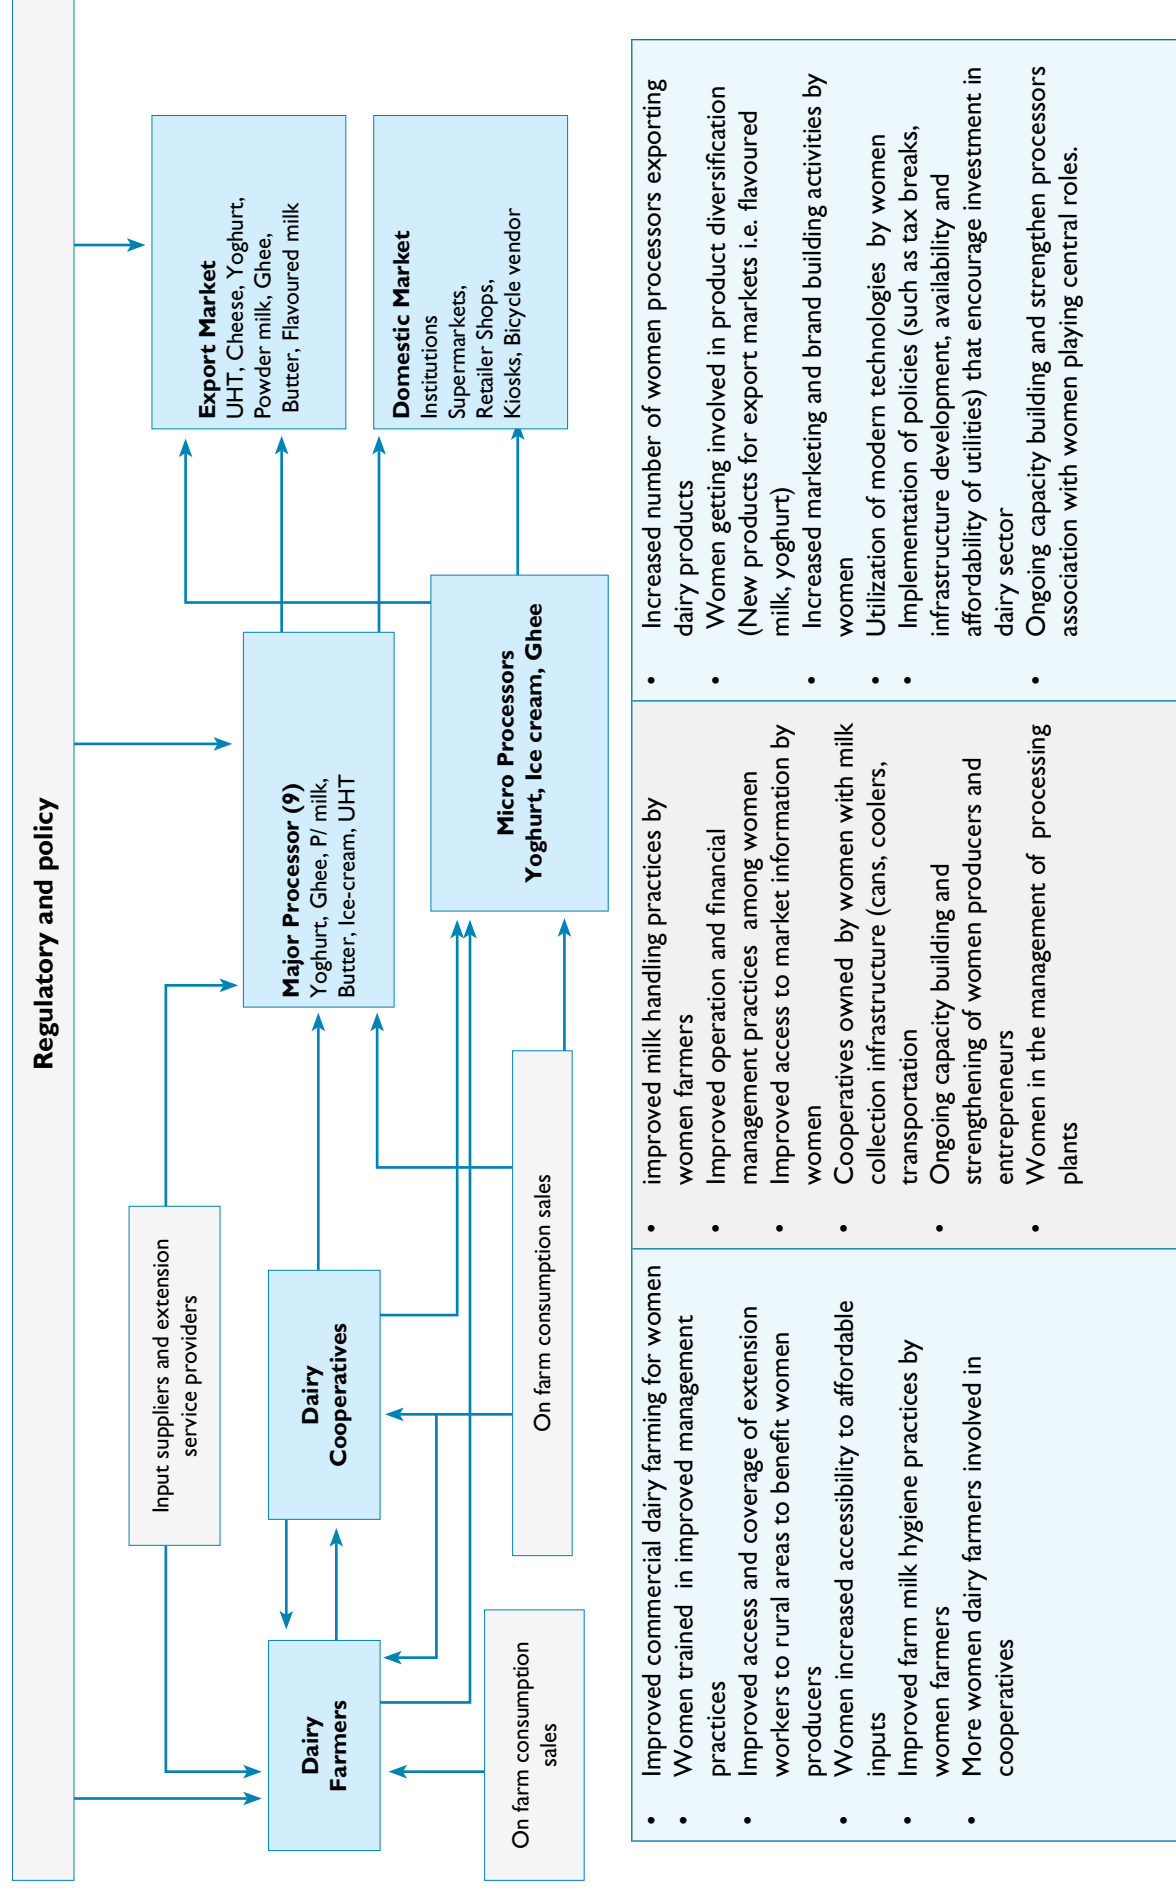 Regulatory and policy
Input suppliers and extension
service providers
Dairy
Farmers
Dairy
Cooperatives
Major Processor (9)
Yoghurt, Ghee, P/ milk,
Butter, Ice-cream, UHT
Export Market
UHT, Cheese, Yoghurt,
Powder milk, Ghee,
Butter, Flavoured milk
Domestic Market
Institutions
Supermarkets,
Retailer Shops,
Kiosks, Bicycle vendor
Micro Processors
Yoghurt, Ice cream, Ghee
On farm consumption
sales
On farm consumption sales
• Improved commercial dairy farming for women
• Women trained in improved management
practices
• Improved access and coverage of extension
workers to rural areas to benefit women
producers
• Women increased accessibility to affordable
inputs
• Improved farm milk hygiene practices by
women farmers
• More women dairy farmers involved in
cooperatives
• improved milk handling practices by
women farmers
• Improved operation and financial
management practices among women
• Improved access to market information by
women
• Cooperatives owned by women with milk
collection infrastructure (cans, coolers,
transportation
• Ongoing capacity building and
strengthening of women producers and
entrepreneurs
• Women in the management of processing
plants
• Increased number of women processors exporting
dairy products
• Women getting involved in product diversification
(New products for export markets i.e. flavoured
milk, yoghurt)
• Increased marketing and brand building activities by
women
• Utilization of modern technologies by women
• Implementation of policies (such as tax breaks,
infrastructure development, availability and
affordability of utilities) that encourage investment in
dairy sector
• Ongoing capacity building and strengthen processors
association with women playing central roles.